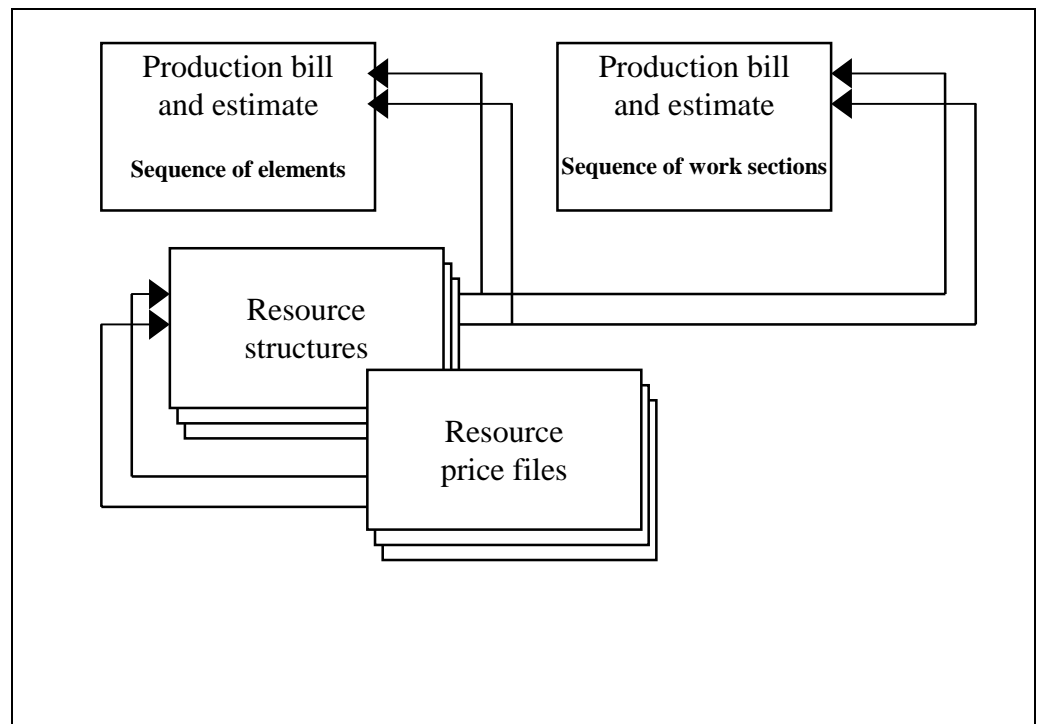 Production bill
and estimate
Sequence of elements
Production bill
and estimate
Sequence of work sections
Resource
structures
Resource
price files